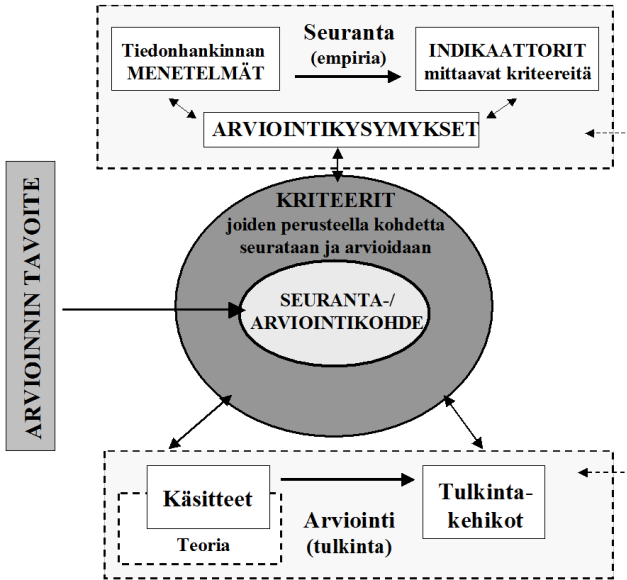 Seuranta
(empiria)
Tiedonhankinnan
MENETELMÄT
INDIKAATTORIT
mittaavat kriteereitä
ARVIOINTIKYSYMYKSET
ARVIOINNIN TAVOITE
KRITEERIT
joiden perusteella kohdetta
seurataan ja arvioidaan
SEURANTA-/
ARVIOINTIKOHDE
Käsitteet
Teoria
Arviointi
(tulkinta)
Tulkinta-
kehikot